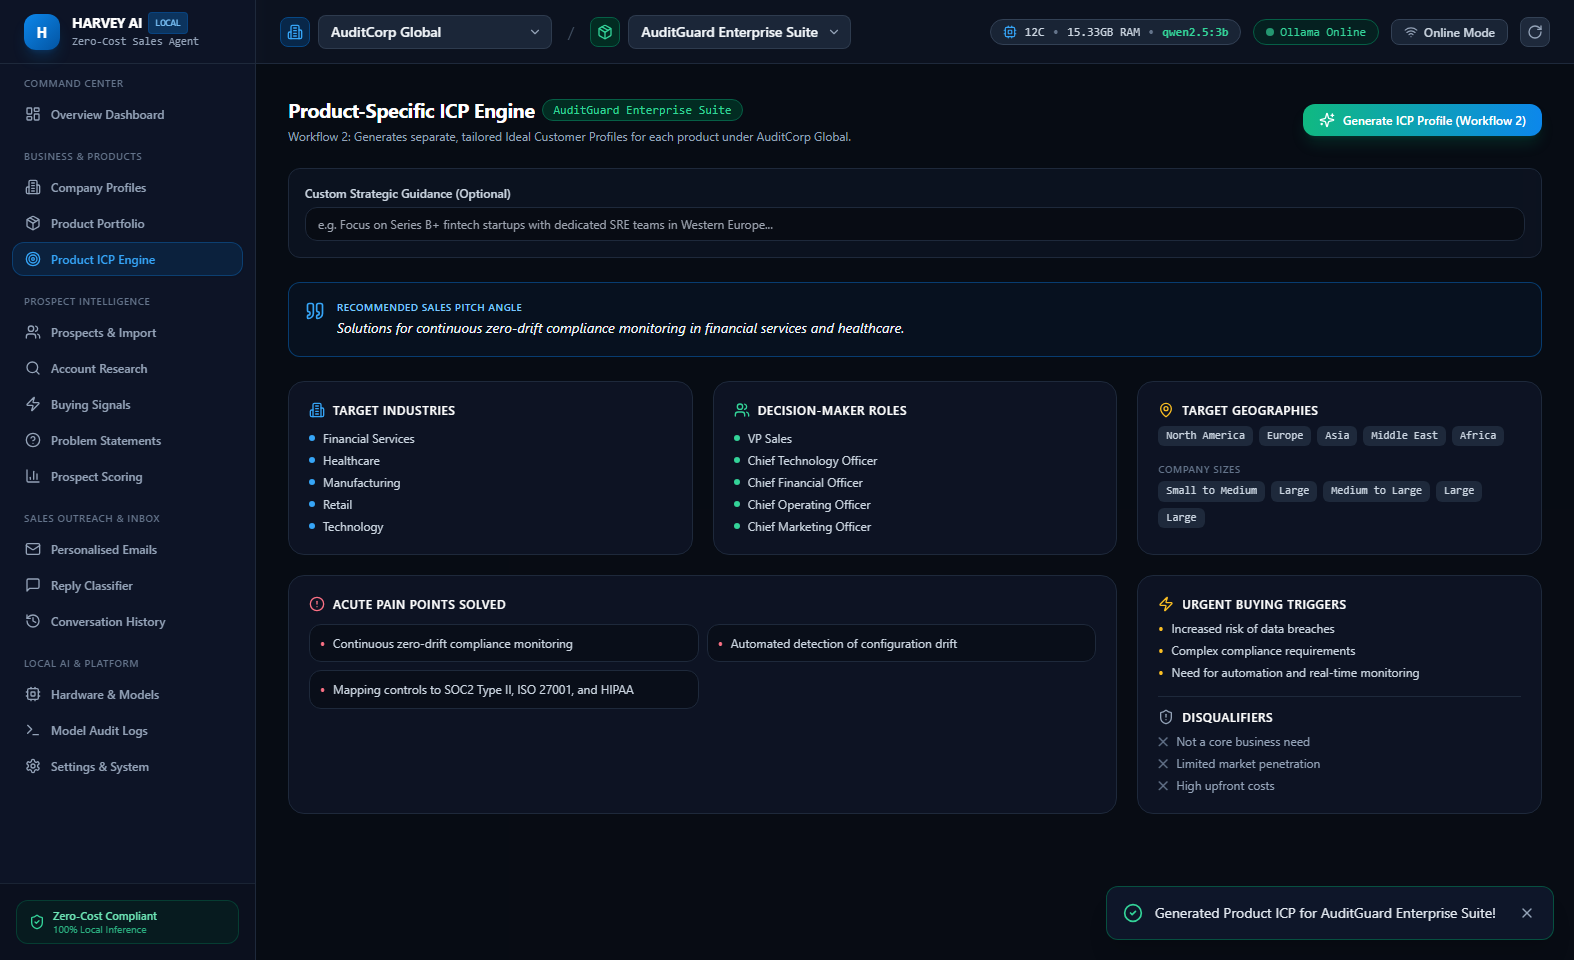 H
HARVEY AI LOCAL
Zero-Cost Sales Agent
AuditCorp Global / AuditGuard Enterprise Suite
12C • 15.33GB RAM • qwen2.5:3b
Ollama Online
Online Mode
COMMAND CENTER
Overview Dashboard
BUSINESS & PRODUCTS
Company Profiles
Product Portfolio
Product ICP Engine
PROSPECT INTELLIGENCE
Prospects & Import
Account Research
Buying Signals
Problem Statements
Prospect Scoring
SALES OUTREACH & INBOX
Personalised Emails
Reply Classifier
Conversation History
LOCAL AI & PLATFORM
Hardware & Models
Model Audit Logs
Settings & System
Zero-Cost Compliant
100% Local Inference
Product-Specific ICP Engine AuditGuard Enterprise Suite
Workflow 2: Generates separate, tailored Ideal Customer Profiles for each product under AuditCorp Global.
Generate ICP Profile (Workflow 2)
Custom Strategic Guidance (Optional)
e.g. Focus on Series B+ fintech startups with dedicated SRE teams in Western Europe...
RECOMMENDED SALES PITCH ANGLE
Solutions for continuous zero-drift compliance monitoring in financial services and healthcare.
TARGET INDUSTRIES
• Financial Services
• Healthcare
• Manufacturing
• Retail
• Technology
DECISION-MAKER ROLES
• VP Sales
• Chief Technology Officer
• Chief Financial Officer
• Chief Operating Officer
• Chief Marketing Officer
TARGET GEOGRAPHIES
North America Europe Asia Middle East Africa
COMPANY SIZES
Small to Medium Large Medium to Large Large
Large
ACUTE PAIN POINTS SOLVED
• Continuous zero-drift compliance monitoring
• Automated detection of configuration drift
• Mapping controls to SOC2 Type II, ISO 27001, and HIPAA
URGENT BUYING TRIGGERS
• Increased risk of data breaches
• Complex compliance requirements
• Need for automation and real-time monitoring
DISQUALIFIERS
Not a core business need
Limited market penetration
High upfront costs
Generated Product ICP for AuditGuard Enterprise Suite!